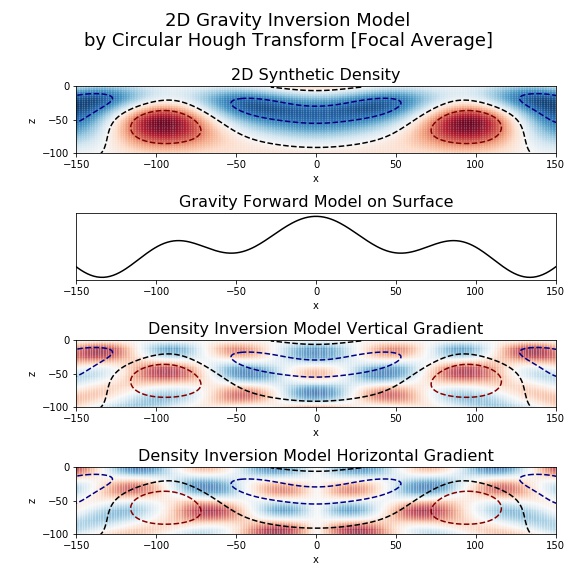 2D Gravity Inversion Model
by Circular Hough Transform [Focal Average]
2D Synthetic Density
0
−50
−100
z
−150 −100 −50 0 50 100 150
x
Gravity Forward Model on Surface
−150 −100 −50 0 50 100 150
x
Density Inversion Model Vertical Gradient
0
−50
−100
z
−150 −100 −50 0 50 100 150
x
Density Inversion Model Horizontal Gradient
0
−50
−100
z
−150 −100 −50 0 50 100 150
x